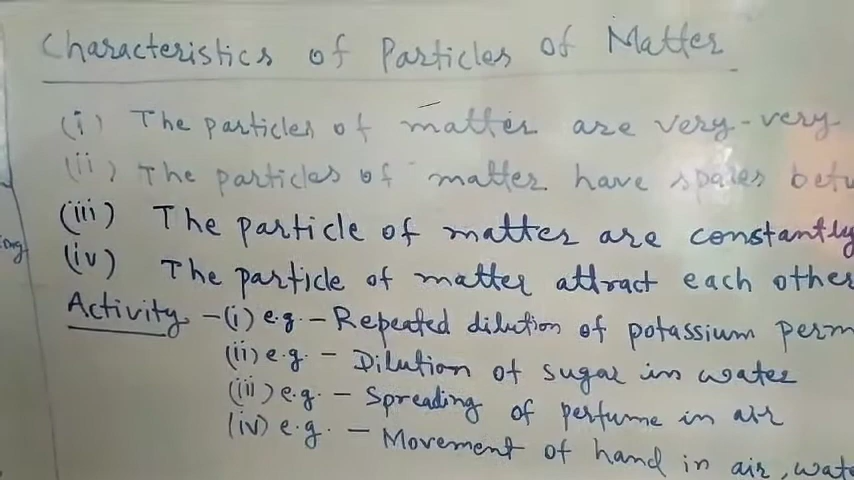 Characteristics of Particles of Matter
(i) The particles of matter are very-very
(ii) The particles of matter have spaces betw
(iii) The particle of matter are constantly
(iv) The particle of matter attract each other
Activity - (i) e.g. - Repeated dilution of potassium perm
(ii) e.g. - Dilution of sugar in water
(iii) e.g. - Spreading of perfume in air
(iv) e.g. - Movement of hand in air, wate